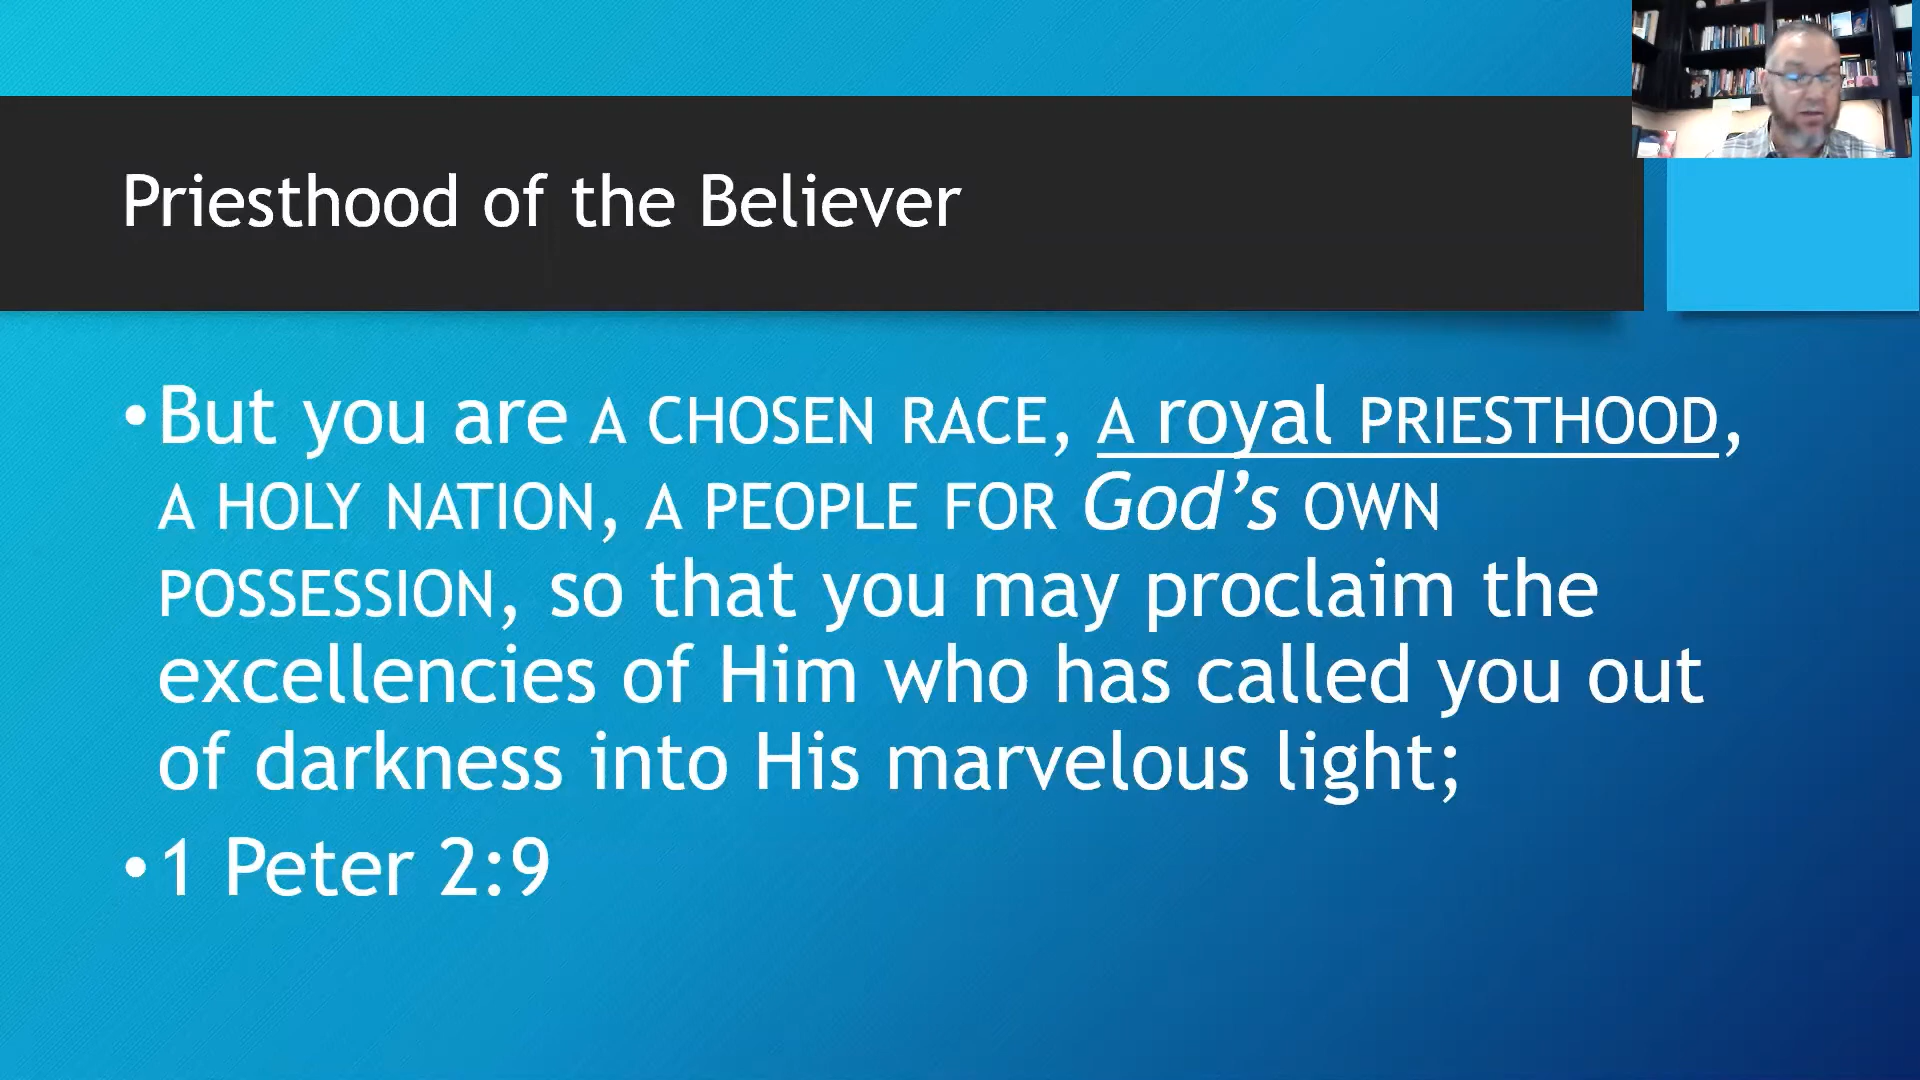 Priesthood of the Believer
•But you are A CHOSEN RACE, A royal PRIESTHOOD,
A HOLY NATION, A PEOPLE FOR God’s OWN
POSSESSION, so that you may proclaim the
excellencies of Him who has called you out
of darkness into His marvelous light;
•1 Peter 2:9